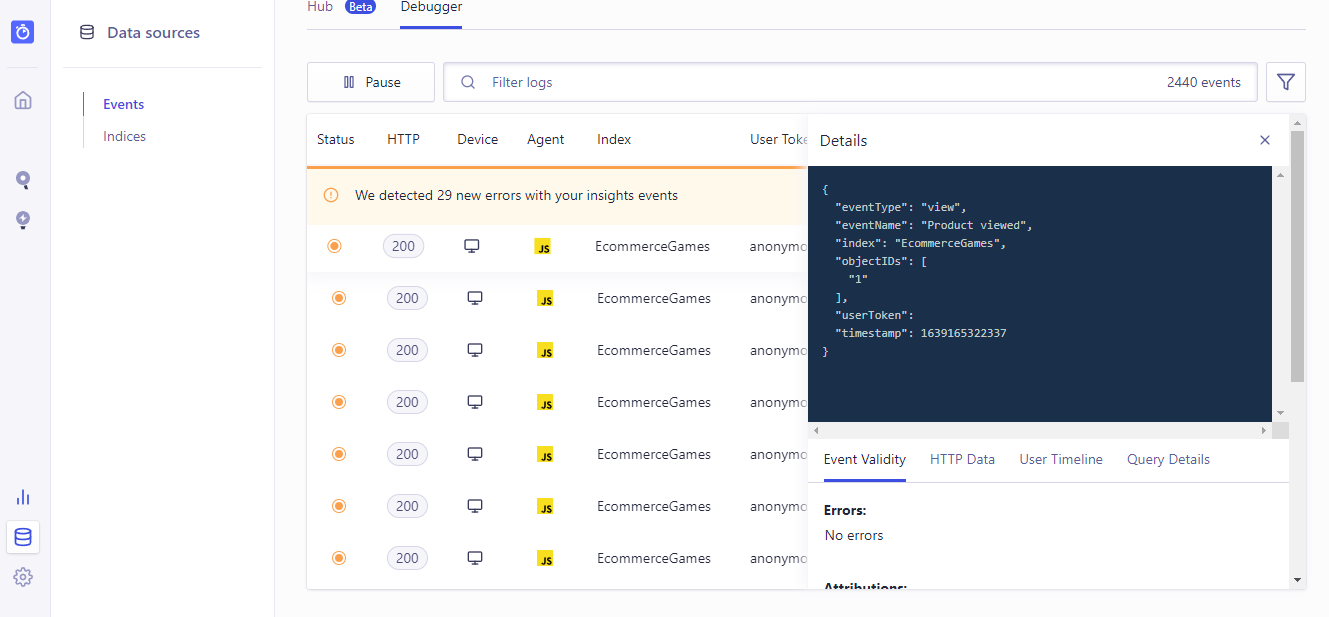 Hub Beta Debugger
Data sources
Events
Indices
Pause
Filter logs
2440 events
Status HTTP Device Agent Index User Toke
We detected 29 new errors with your insights events
200 JS EcommerceGames anonymo
200 JS EcommerceGames anonymo
200 JS EcommerceGames anonymo
200 JS EcommerceGames anonymo
200 JS EcommerceGames anonymo
200 JS EcommerceGames anonymo
200 JS EcommerceGames anonymo
Details
{
"eventType": "view",
"eventName": "Product viewed",
"index": "EcommerceGames",
"objectIDs": [
"1"
],
"userToken":
"timestamp": 1639165322337
}
Event Validity HTTP Data User Timeline Query Details
Errors:
No errors
Attributions: